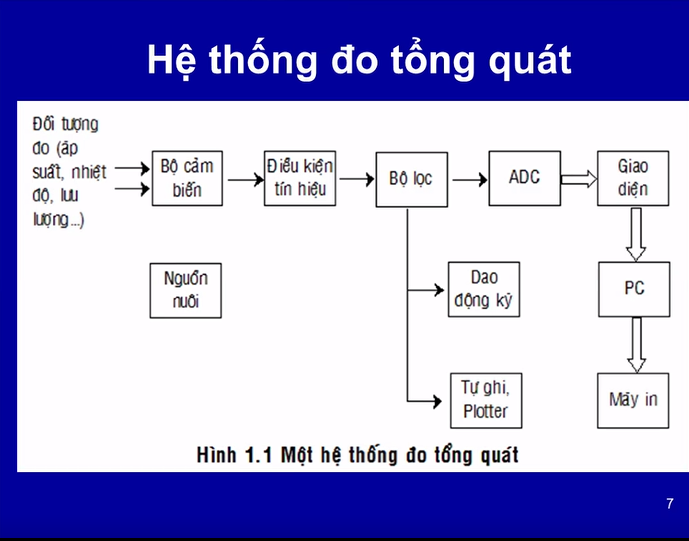 Hệ thống đo tổng quát
Đối tượng
đo (áp
suất, nhiệt
độ, lưu
lượng...)
Bộ cảm
biến
Điều kiện
tín hiệu
Bộ lọc
ADC
Giao
diện
Nguồn
nuôi
Dao
động ký
PC
Tự ghi,
Plotter
Máy in
Hình 1.1 Một hệ thống đo tổng quát
7